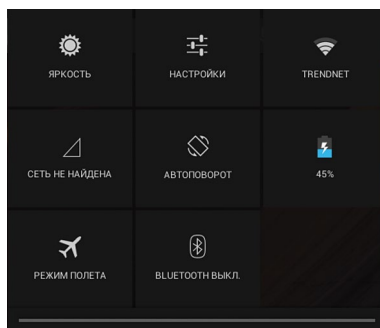 ЯРКОСТЬ
НАСТРОЙКИ
TRENDNET
СЕТЬ НЕ НАЙДЕНА
АВТОПОВОРОТ
45%
РЕЖИМ ПОЛЕТА
BLUETOOTH ВЫКЛ.